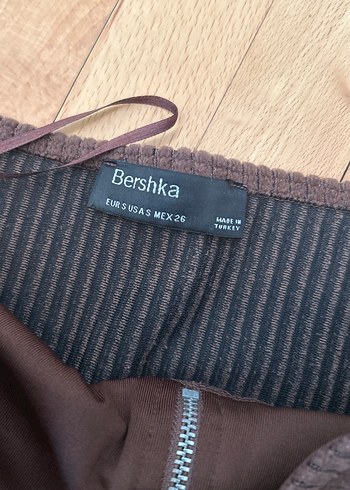 Bershka
EUR S USA S MEX 26
MADE IN
TURKEY